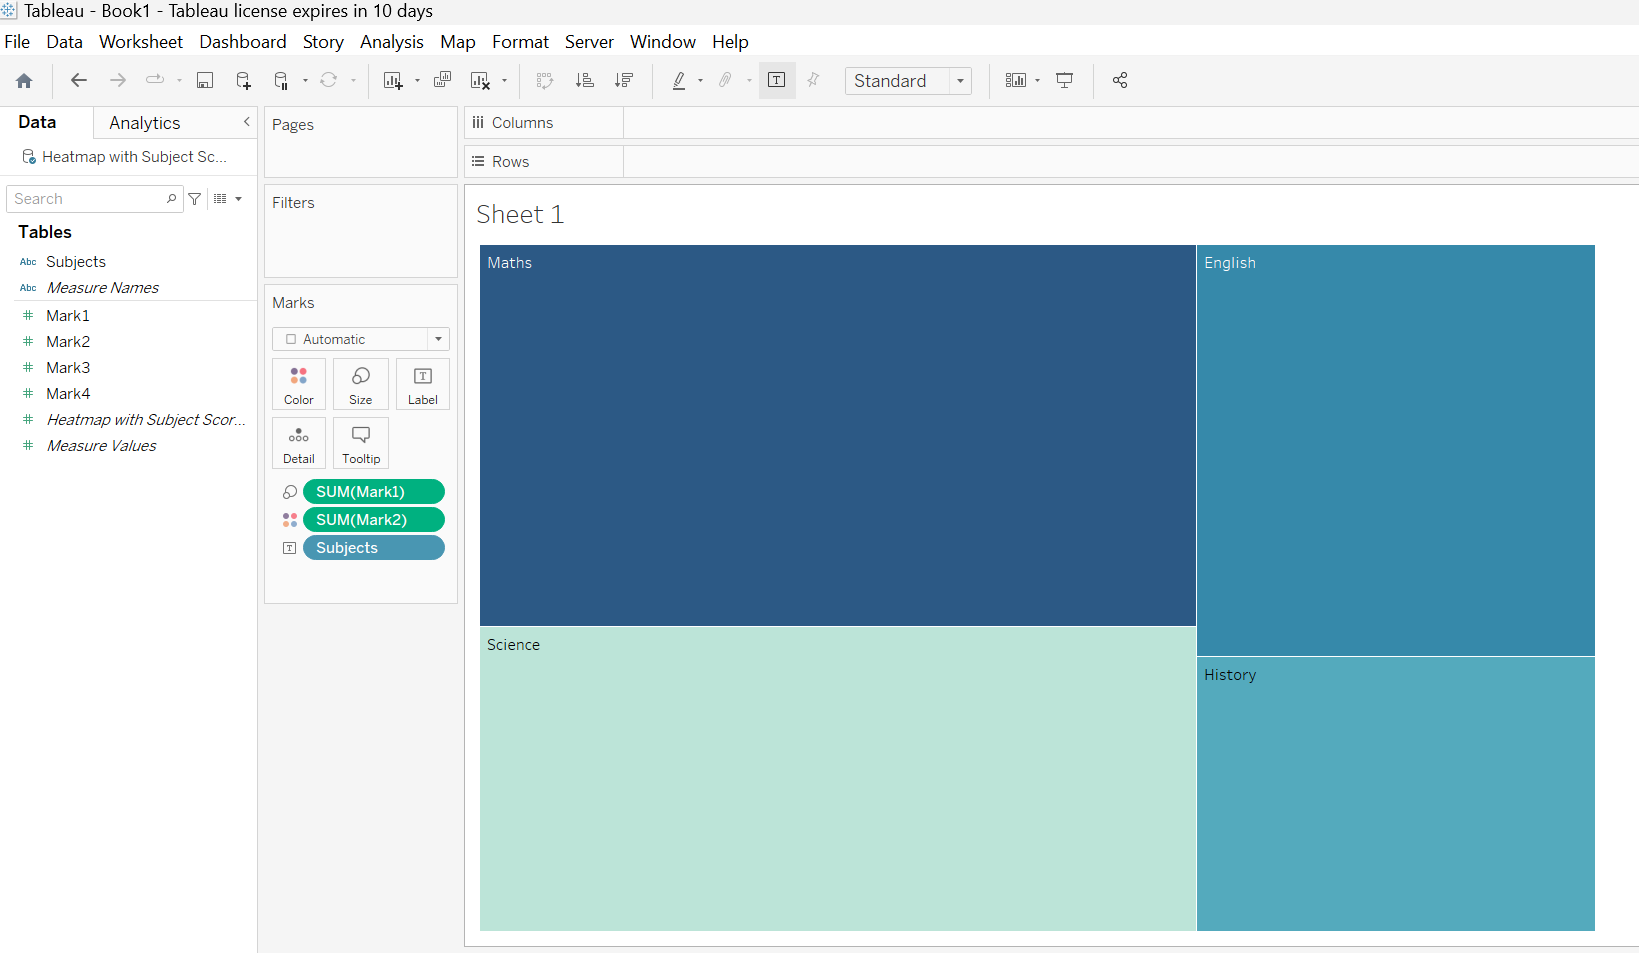 Tableau - Book1 - Tableau license expires in 10 days
File Data Worksheet Dashboard Story Analysis Map Format Server Window Help
Standard
Data Analytics
Heatmap with Subject Sc...
Search
Tables
Abc Subjects
Abc Measure Names
# Mark1
# Mark2
# Mark3
# Mark4
# Heatmap with Subject Scor...
# Measure Values
Pages
Filters
Marks
Automatic
Color Size T Label
Detail Tooltip
SUM(Mark1)
SUM(Mark2)
T Subjects
Columns
Rows
Sheet 1
Maths
English
Science
History